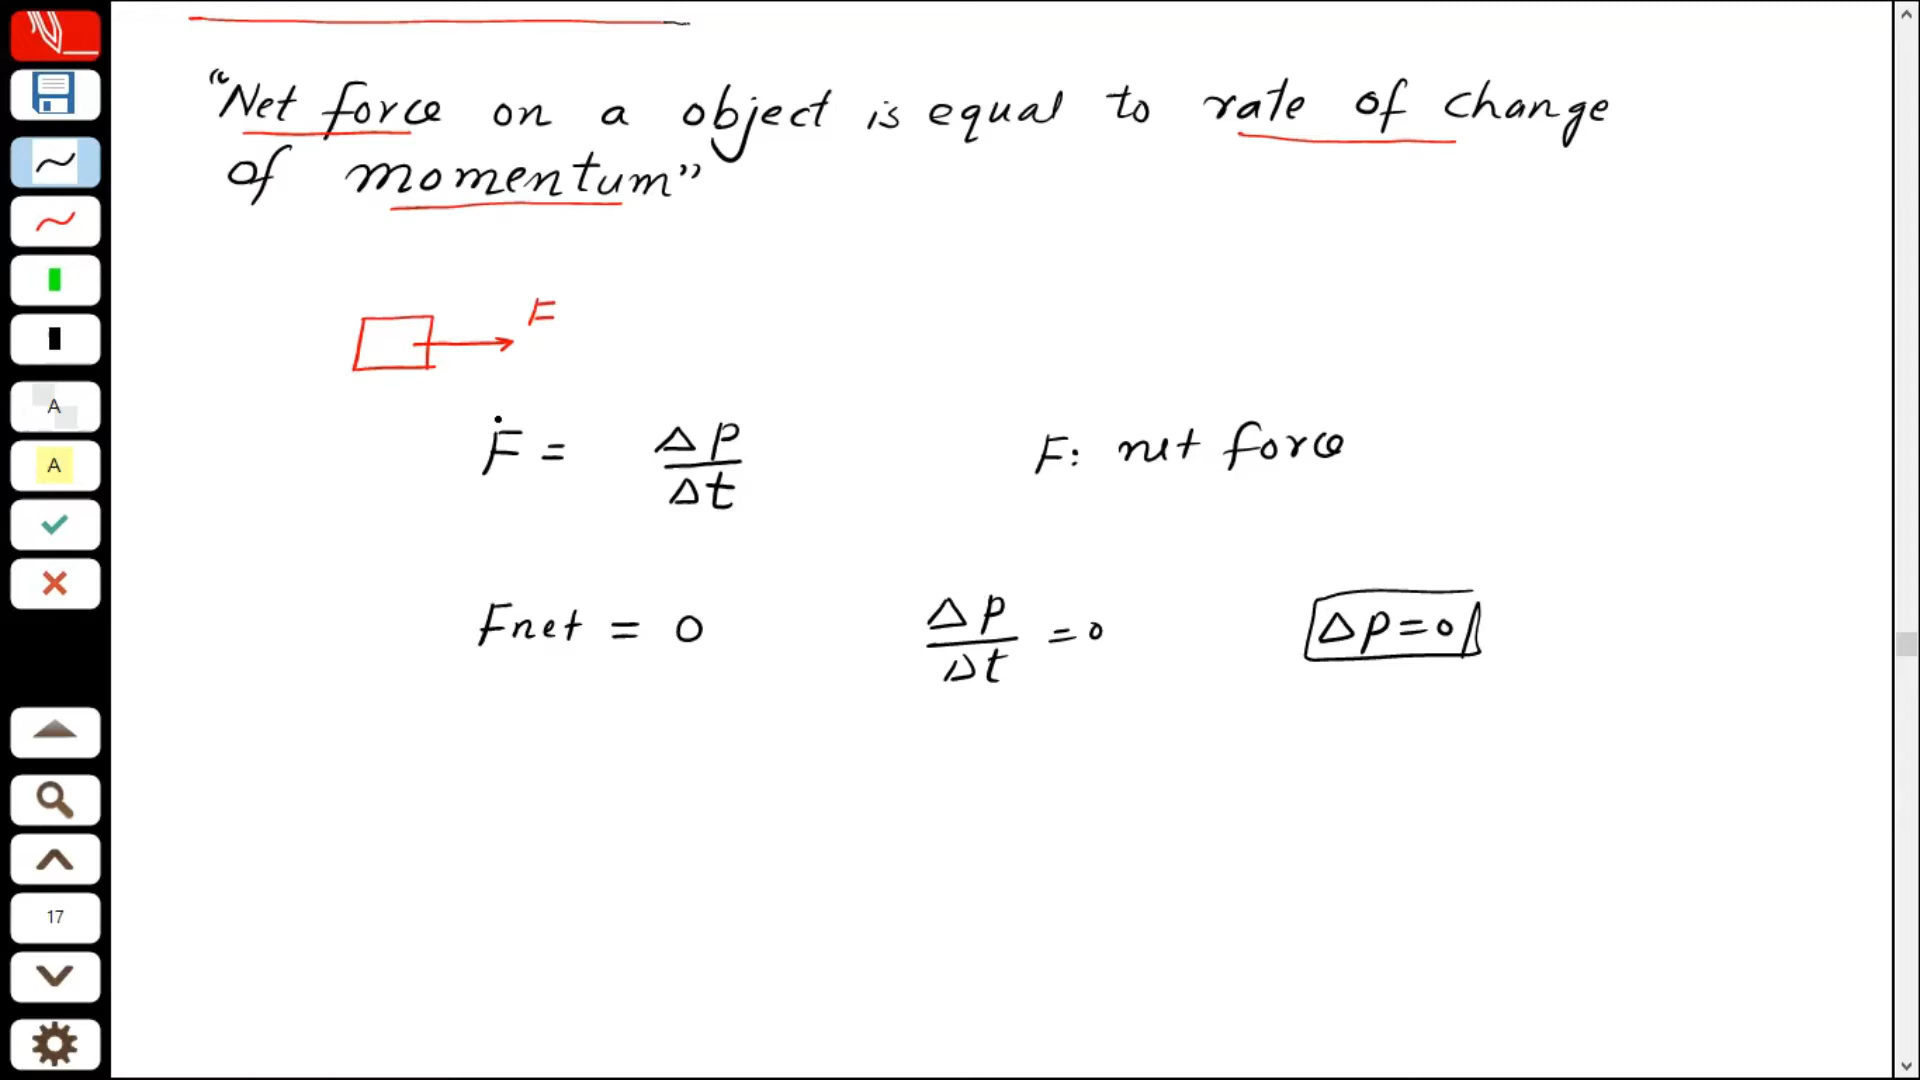 "Net force on a object is equal to rate of change
of momentum"
F
F = Δp/Δt
F: net force
Fnet = 0
Δp/Δt = 0
Δp=0
A
A
17